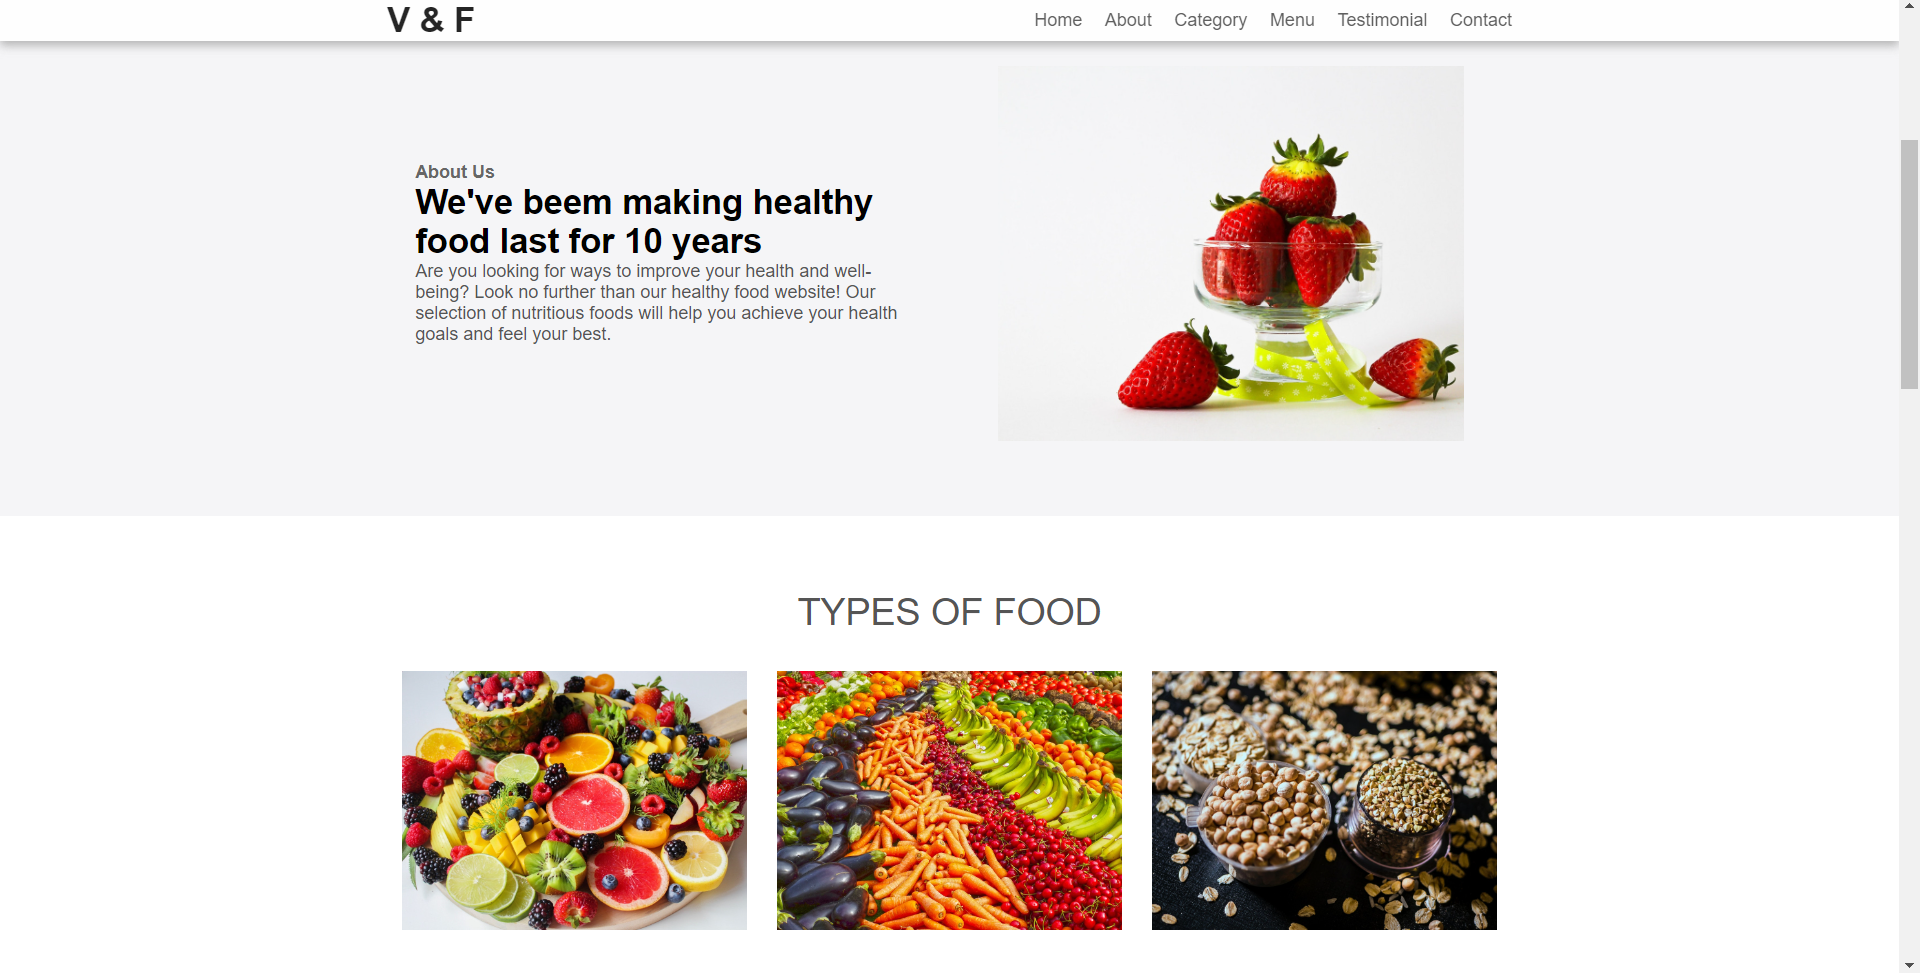 V & F
Home About Category Menu Testimonial Contact
About Us
We've beem making healthy
food last for 10 years
Are you looking for ways to improve your health and well-
being? Look no further than our healthy food website! Our
selection of nutritious foods will help you achieve your health
goals and feel your best.
TYPES OF FOOD